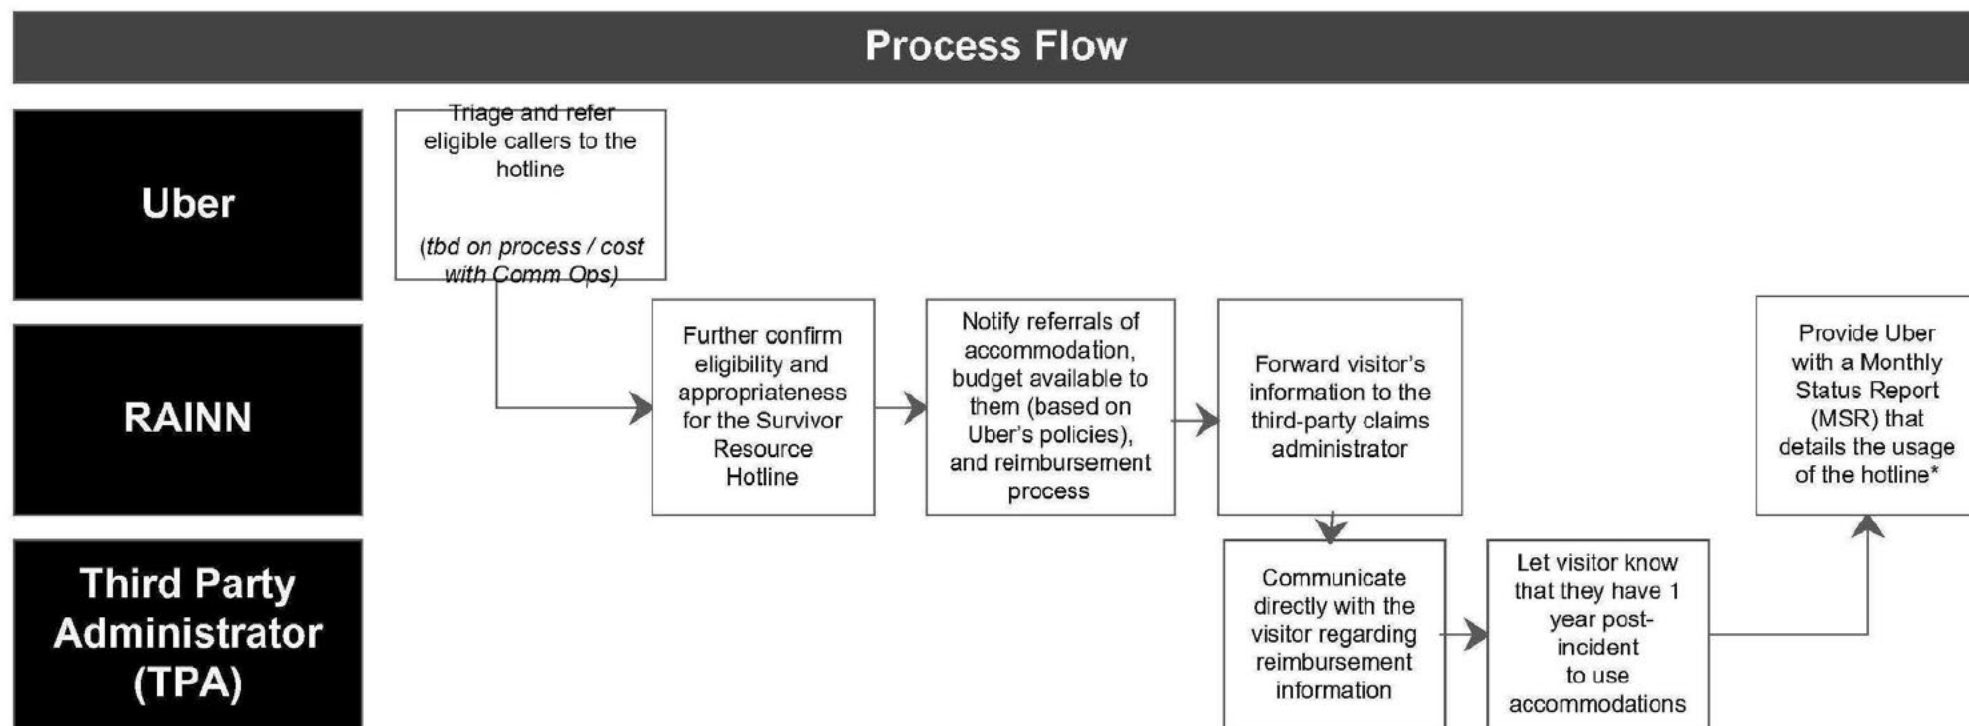 Process Flow
Uber
Triage and refer
eligible callers to the
hotline
(tbd on process / cost
with Comm Ops)
RAINN
Further confirm
eligibility and
appropriateness
for the Survivor
Resource
Hotline
Notify referrals of
accommodation,
budget available to
them (based on
Uber's policies),
and reimbursement
process
Forward visitor's
information to the
third-party claims
administrator
Provide Uber
with a Monthly
Status Report
(MSR) that
details the usage
of the hotline*
Third Party
Administrator
(TPA)
Communicate
directly with the
visitor regarding
reimbursement
information
Let visitor know
that they have 1
year post-
incident
to use
accommodations